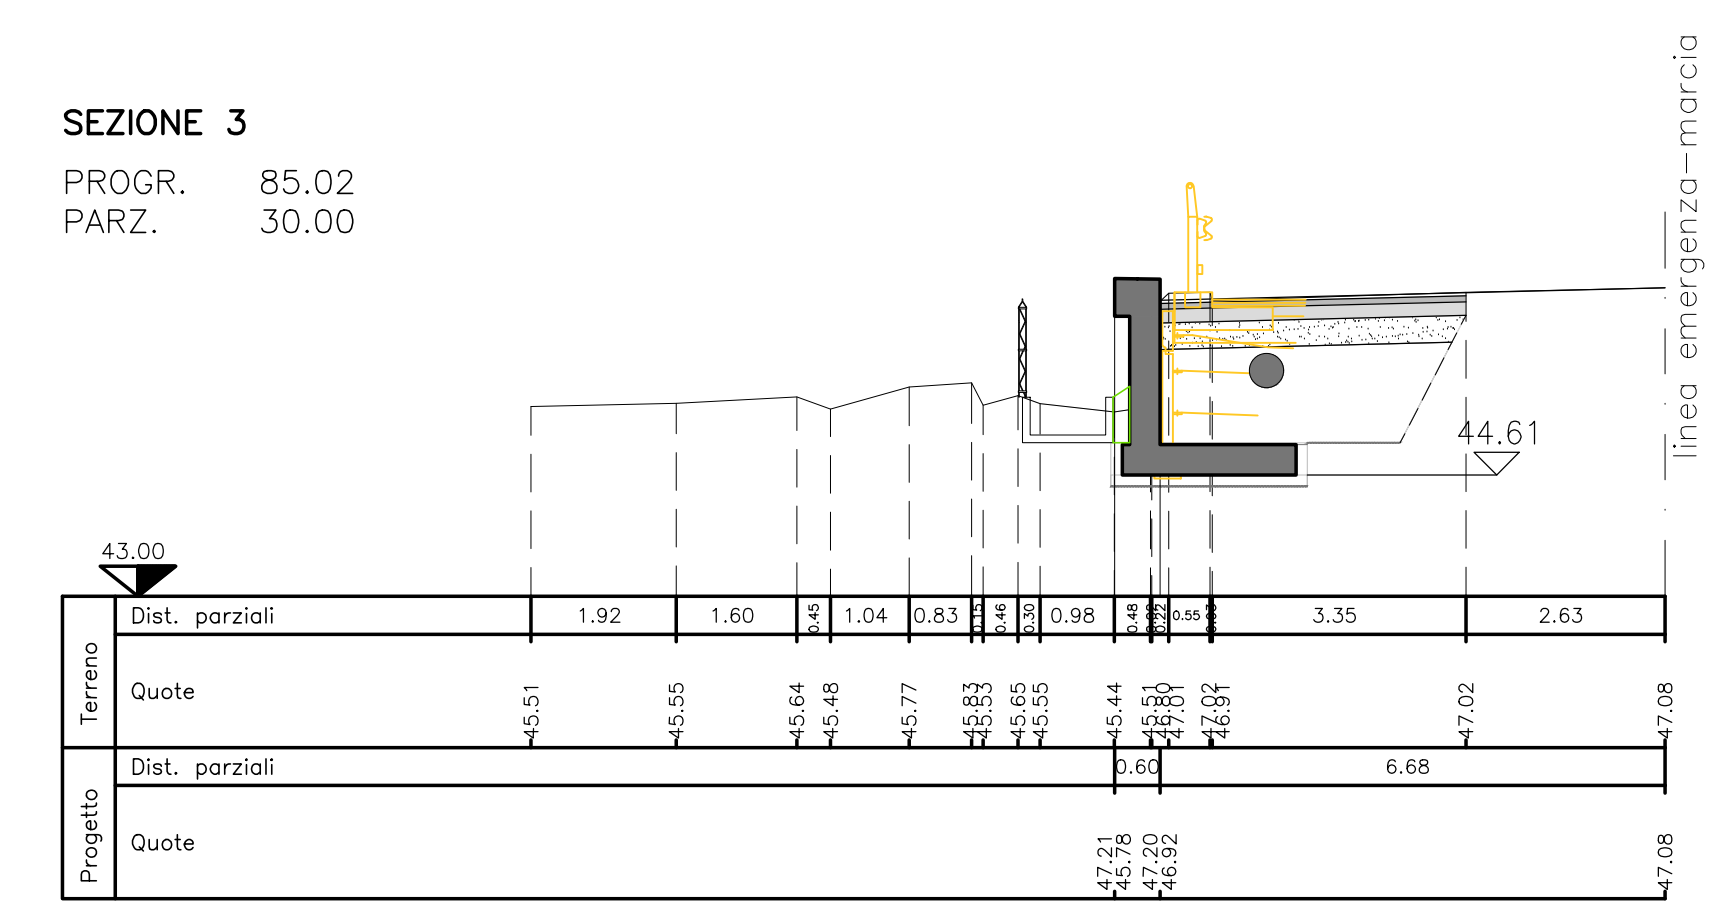 SEZIONE 3
PROGR. 85.02
PARZ. 30.00
linea emergenza-marcia
44.61
43.00
Terreno
Dist. parziali 1.92 1.60 0.45 1.04 0.83 0.15 0.46 0.30 0.98 0.48 0.22 0.55 3.35 2.63
Quote 45.51 45.55 45.64 45.48 45.77 45.83 45.53 45.65 45.55 45.44 45.51 46.80 47.01 47.02 46.91 47.02 47.08
Progetto
Dist. parziali 0.60 6.68
Quote 47.21 45.78 47.20 46.92 47.08